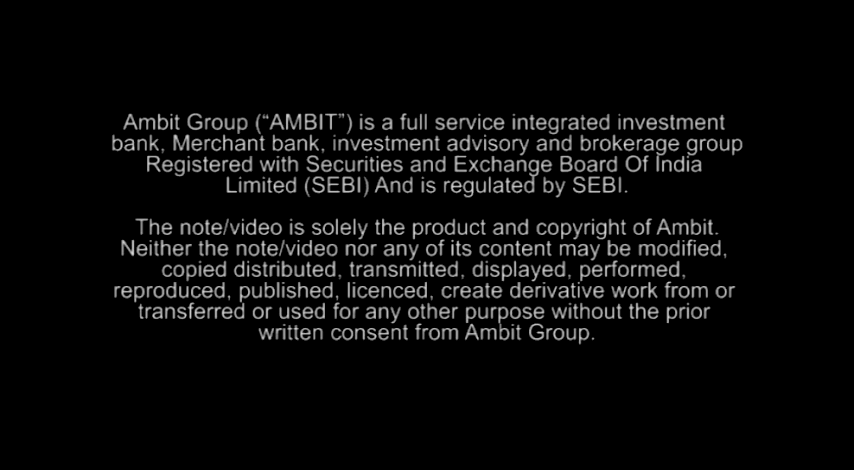 Ambit Group (“AMBIT”) is a full service integrated investment
bank, Merchant bank, investment advisory and brokerage group
Registered with Securities and Exchange Board Of India
Limited (SEBI) And is regulated by SEBI.
The note/video is solely the product and copyright of Ambit.
Neither the note/video nor any of its content may be modified,
copied distributed, transmitted, displayed, performed,
reproduced, published, licenced, create derivative work from or
transferred or used for any other purpose without the prior
written consent from Ambit Group.